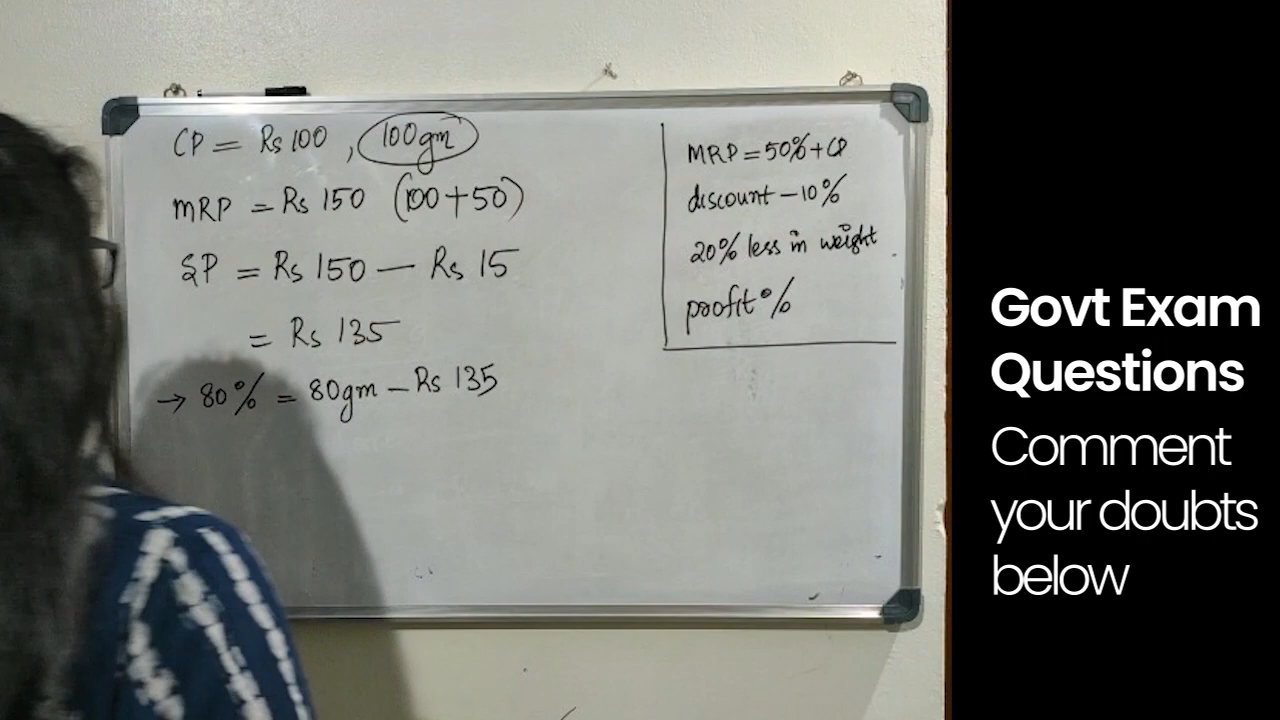 CP = Rs 100, 100gm
MRP = Rs 150 (100+50)
SP = Rs 150 — Rs 15
= Rs 135
→ 80% = 80gm – Rs 135
MRP = 50% + CP
discount – 10%
20% less in weight
profit %
Govt Exam
Questions
Comment
your doubts
below